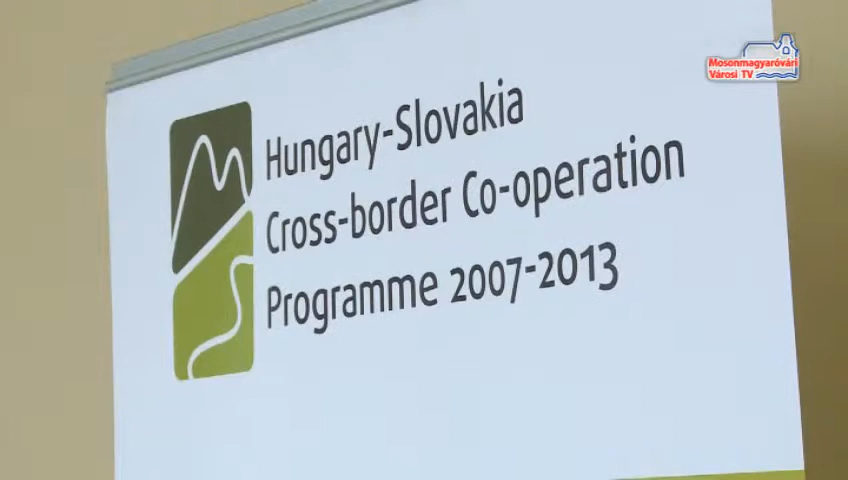 Mosonmagyaróvári
Városi TV
Hungary-Slovakia
Cross-border Co-operation
Programme 2007-2013